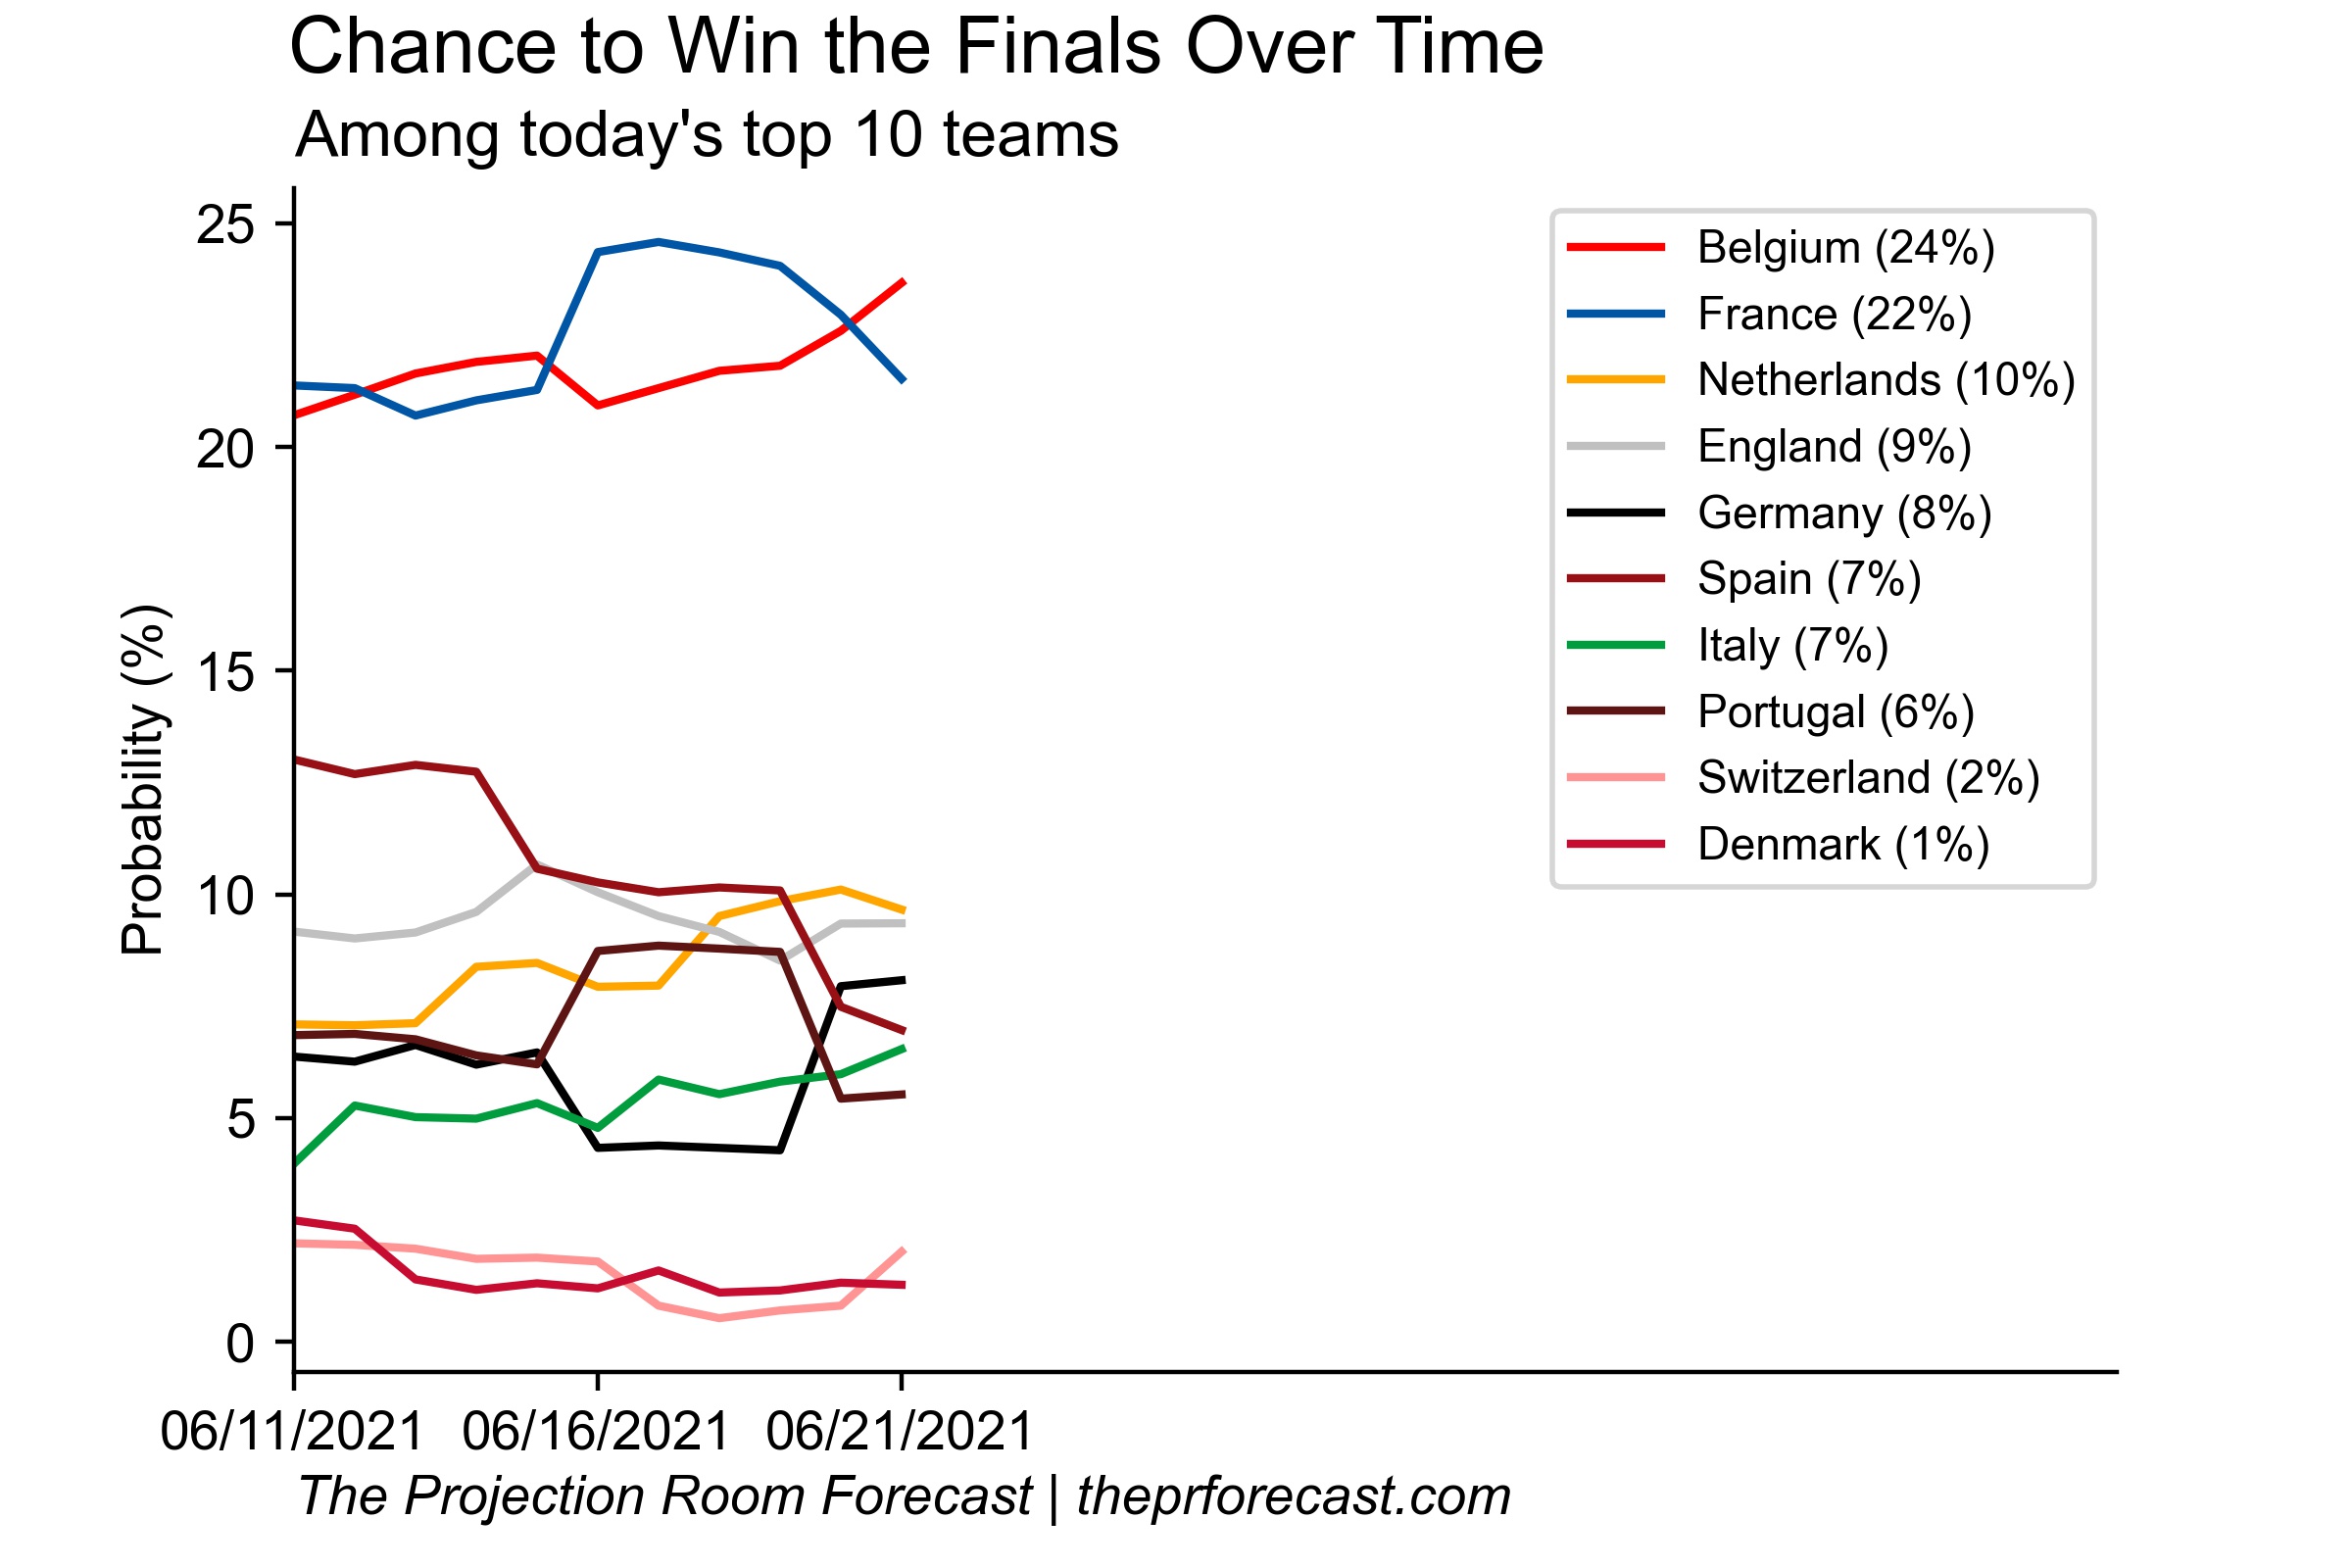 Chance to Win the Finals Over Time
Among today's top 10 teams
25
20
15
10
5
0
Probability (%)
Belgium (24%)
France (22%)
Netherlands (10%)
England (9%)
Germany (8%)
Spain (7%)
Italy (7%)
Portugal (6%)
Switzerland (2%)
Denmark (1%)
06/11/2021 06/16/2021 06/21/2021
The Projection Room Forecast | theprforecast.com